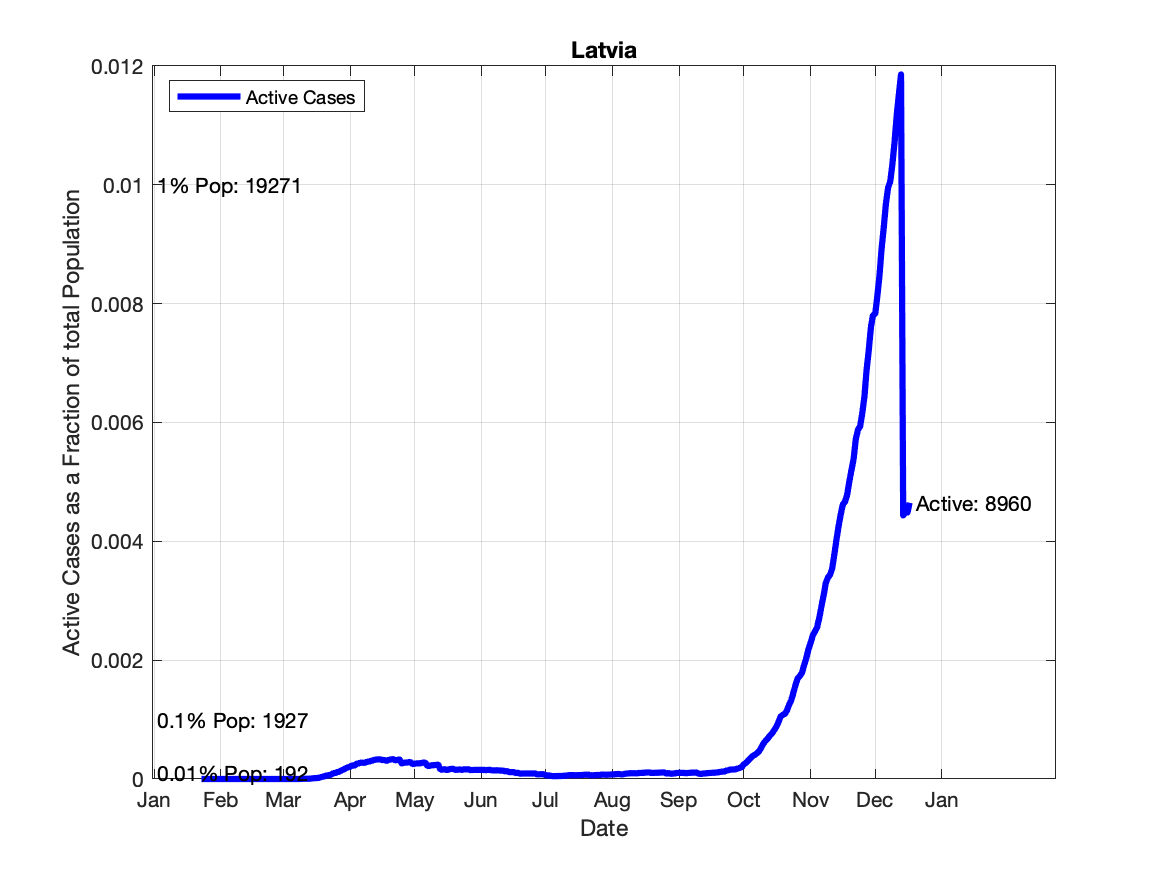 Latvia
0.012
Active Cases
0.01
1% Pop: 19271
0.008
0.006
0.004
0.002
0
Active Cases as a Fraction of total Population
Active: 8960
0.1% Pop: 1927
0.01% Pop: 192
Jan Feb Mar Apr May Jun Jul Aug Sep Oct Nov Dec Jan
Date